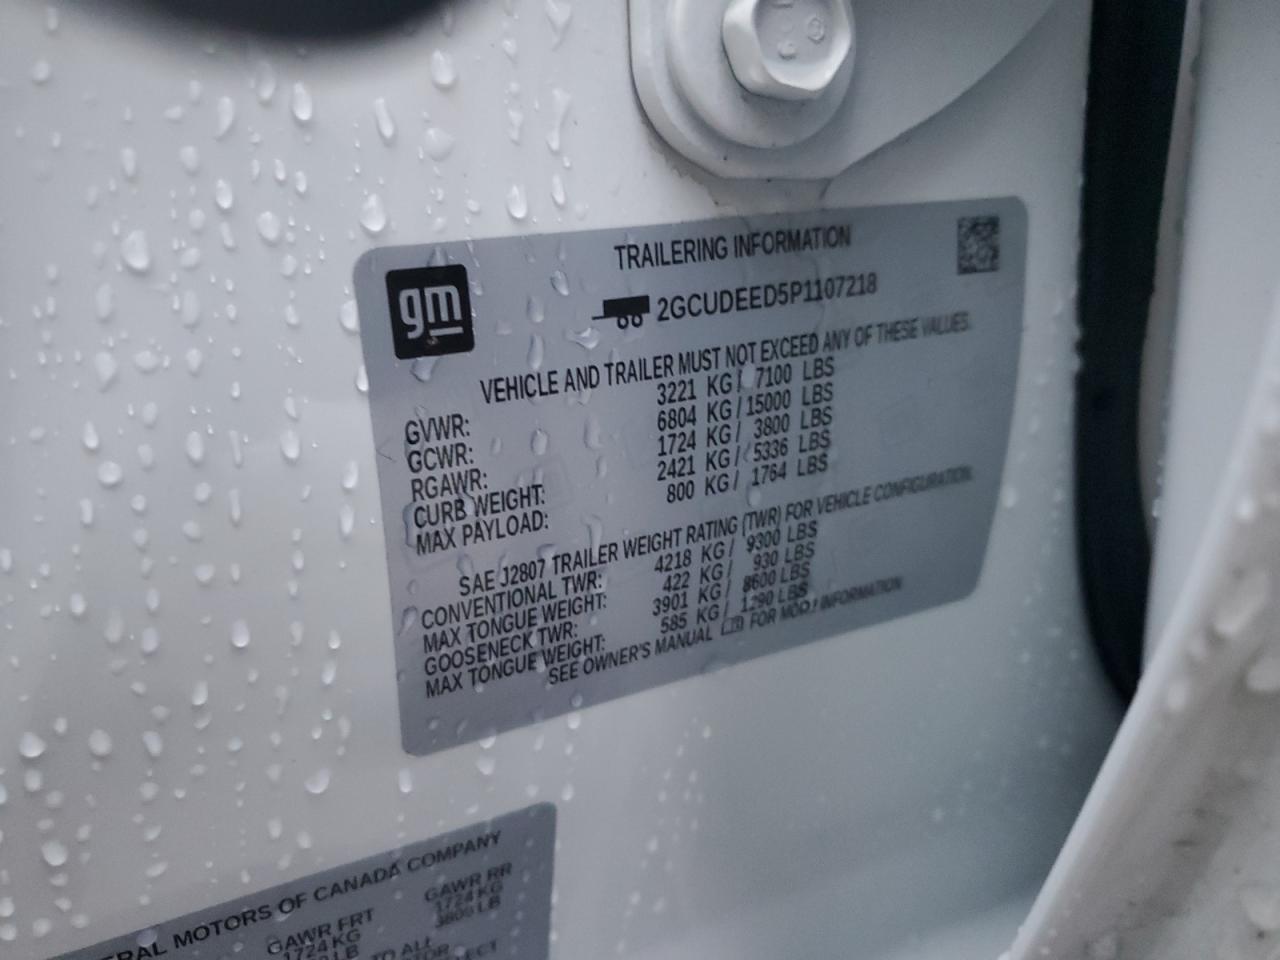 gm
TRAILERING INFORMATION
2GCUDEED5P1107218
VEHICLE AND TRAILER MUST NOT EXCEED ANY OF THESE VALUES.
GVWR: 3221 KG/ 7100 LBS
GCWR: 6804 KG/ 15000 LBS
RGAWR: 1724 KG/ 3800 LBS
CURB WEIGHT: 2421 KG/ 5336 LBS
MAX PAYLOAD: 800 KG/ 1764 LBS
SAE J2807 TRAILER WEIGHT RATING (TWR) FOR VEHICLE CONFIGURATION.
CONVENTIONAL TWR: 4218 KG/ 9300 LBS
MAX TONGUE WEIGHT: 422 KG/ 930 LBS
GOOSENECK TWR: 3901 KG/ 8600 LBS
MAX TONGUE WEIGHT: 585 KG/ 1290 LBS
SEE OWNER'S MANUAL FOR MORE INFORMATION
MOTORS OF CANADA COMPANY
GAWR FRT GAWR RR
1724 KG 1724 KG
LB LB
TO ALL